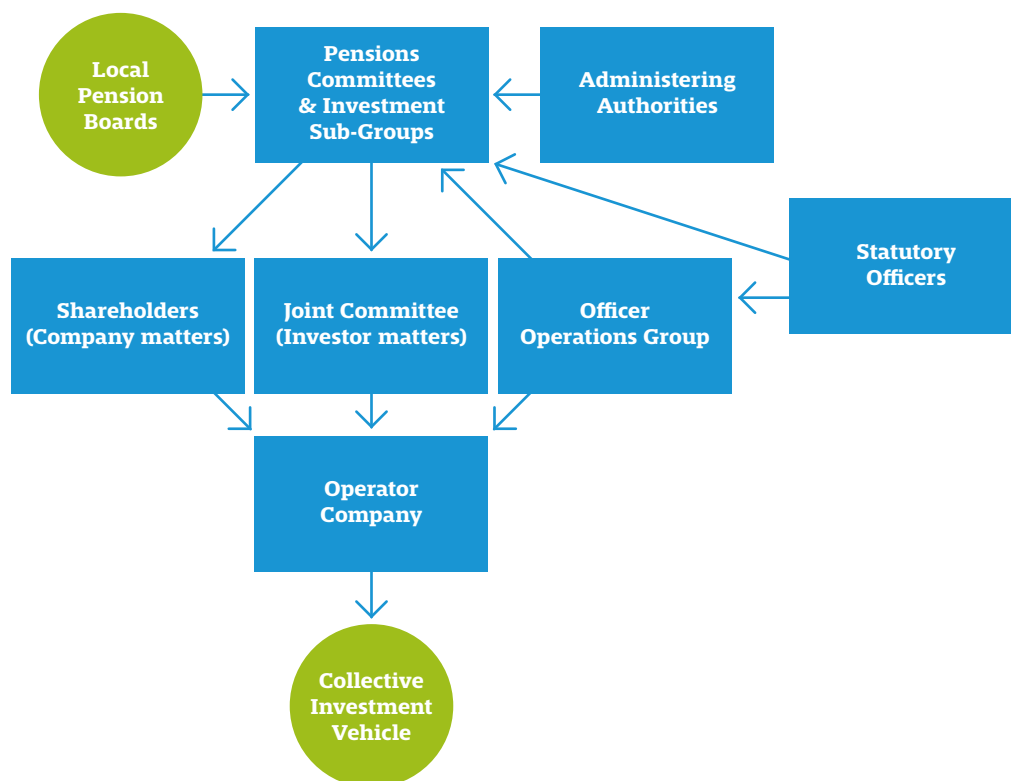 Local
Pension
Boards
Pensions
Committees
& Investment
Sub-Groups
Administering
Authorities
Statutory
Officers
Shareholders
(Company matters)
Joint Committee
(Investor matters)
Officer
Operations Group
Operator
Company
Collective
Investment
Vehicle